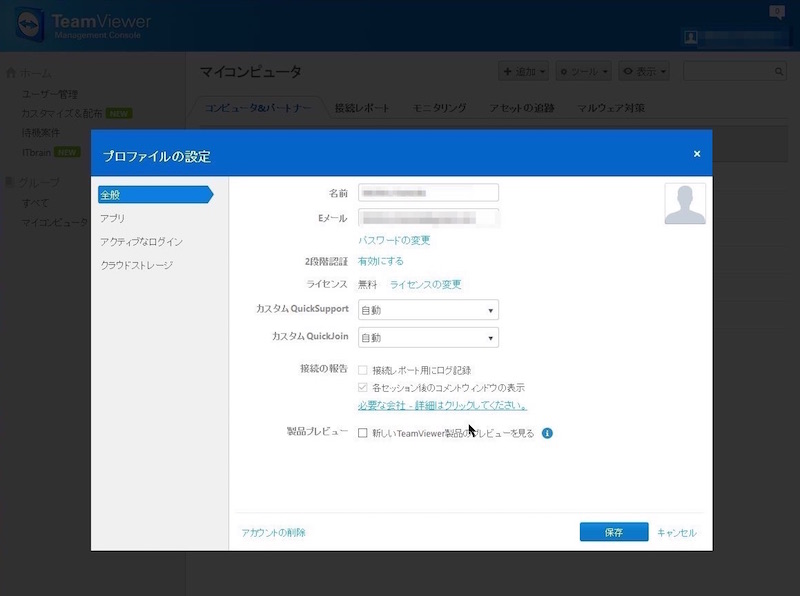 TeamViewer
Management Console
ホーム
ユーザー管理
カスタマイズ&配布 NEW
待機案件
ITbrain NEW
グループ
すべて
マイコンピュータ
マイコンピュータ
+ 追加
ツール
表示
コンピュータ&パートナー
接続レポート
モニタリング
アセットの追跡
マルウェア対策
プロファイルの設定
×
全般
アプリ
アクティブなログイン
クラウドストレージ
名前
Eメール
パスワードの変更
2段階認証 有効にする
ライセンス 無料 ライセンスの変更
カスタム QuickSupport 自動
カスタム QuickJoin 自動
接続の報告 接続レポート用にログ記録
各セッション後のコメントウィンドウの表示
必要な会社 - 詳細はクリックしてください。
製品プレビュー 新しいTeamViewer製品のプレビューを見る
アカウントの削除
保存
キャンセル